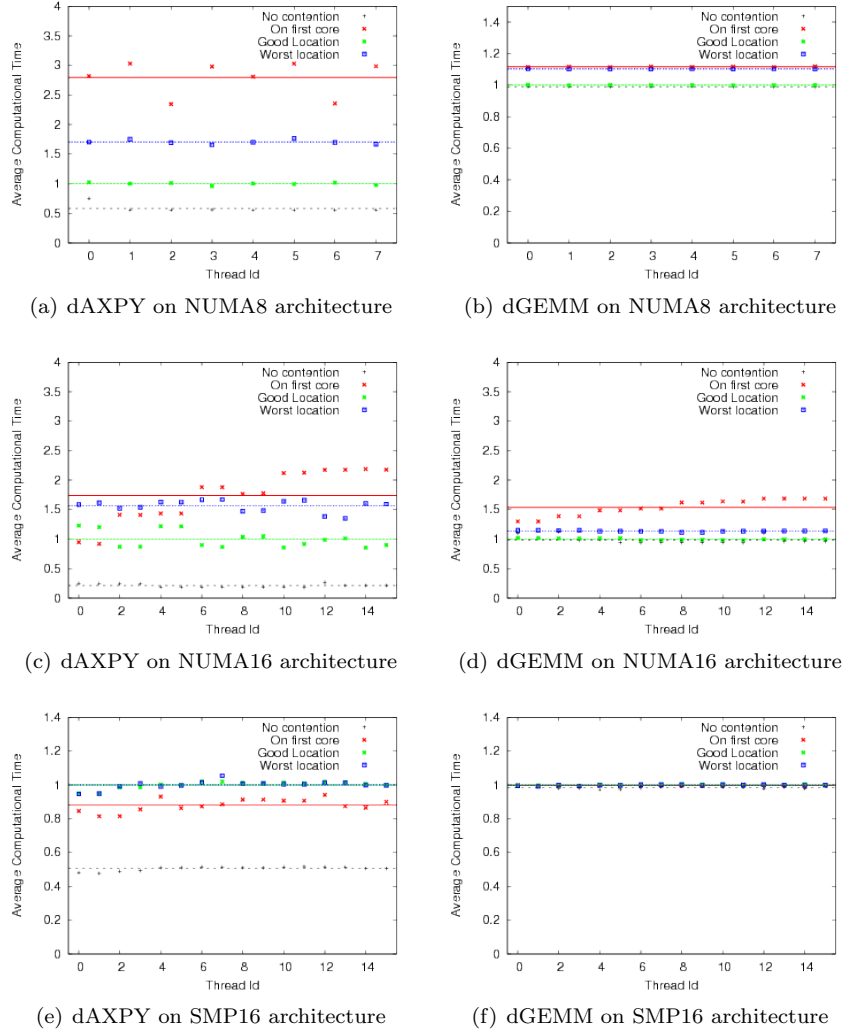 4
3.5
3
2.5
2
1.5
1
0.5
0
0 1 2 3 4 5 6 7
Average Computational Time
Thread Id
No contention
On first core
Good Location
Worst location
(a) dAXPY on NUMA8 architecture
1.4
1.2
1
0.8
0.6
0.4
0.2
0
0 1 2 3 4 5 6 7
Average Computational Time
Thread Id
No contention
On first core
Good Location
Worst location
(b) dGEMM on NUMA8 architecture
4
3.5
3
2.5
2
1.5
1
0.5
0
0 2 4 6 8 10 12 14
Average Computational Time
Thread Id
No contention
On first core
Good Location
Worst location
(c) dAXPY on NUMA16 architecture
4
3.5
3
2.5
2
1.5
1
0.5
0
0 2 4 6 8 10 12 14
Average Computational Time
Thread Id
No contention
On first core
Good Location
Worst location
(d) dGEMM on NUMA16 architecture
1.4
1.2
1
0.8
0.6
0.4
0.2
0
0 2 4 6 8 10 12 14
Average Computational Time
Thread Id
No contention
On first core
Good Location
Worst location
(e) dAXPY on SMP16 architecture
1.4
1.2
1
0.8
0.6
0.4
0.2
0
0 2 4 6 8 10 12 14
Average Computational Time
Thread Id
No contention
On first core
Good Location
Worst location
(f) dGEMM on SMP16 architecture